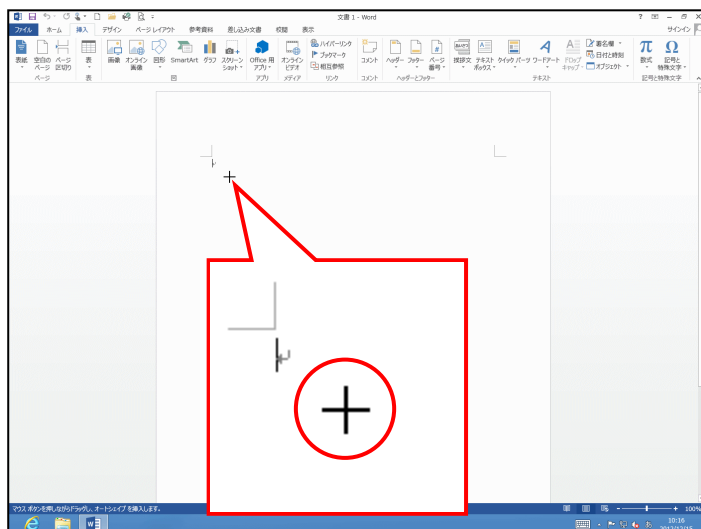 文書 1 - Word
ファイル ホーム 挿入 デザイン ページ レイアウト 参考資料 差し込み文書 校閲 表示 サインイン
表紙 空白の ページ ページ 区切り
表
画像 オンライン 画像 図形 SmartArt グラフ スクリーン ショット
Office 用 アプリ
オンライン ビデオ
ハイパーリンク
ブックマーク
相互参照
コメント
ヘッダー フッター ページ 番号
挨拶文 テキスト ボックス クイック パーツ ワードアート ドロップ キャップ
署名欄
日付と時刻
オブジェクト
数式 記号と 特殊文字
ページ 表 図 アプリ メディア リンク コメント ヘッダーとフッター テキスト 記号と特殊文字
マウス ボタンを押しながらドラッグし、オートシェイプ を挿入します。 100%
10:16
2012/12/15